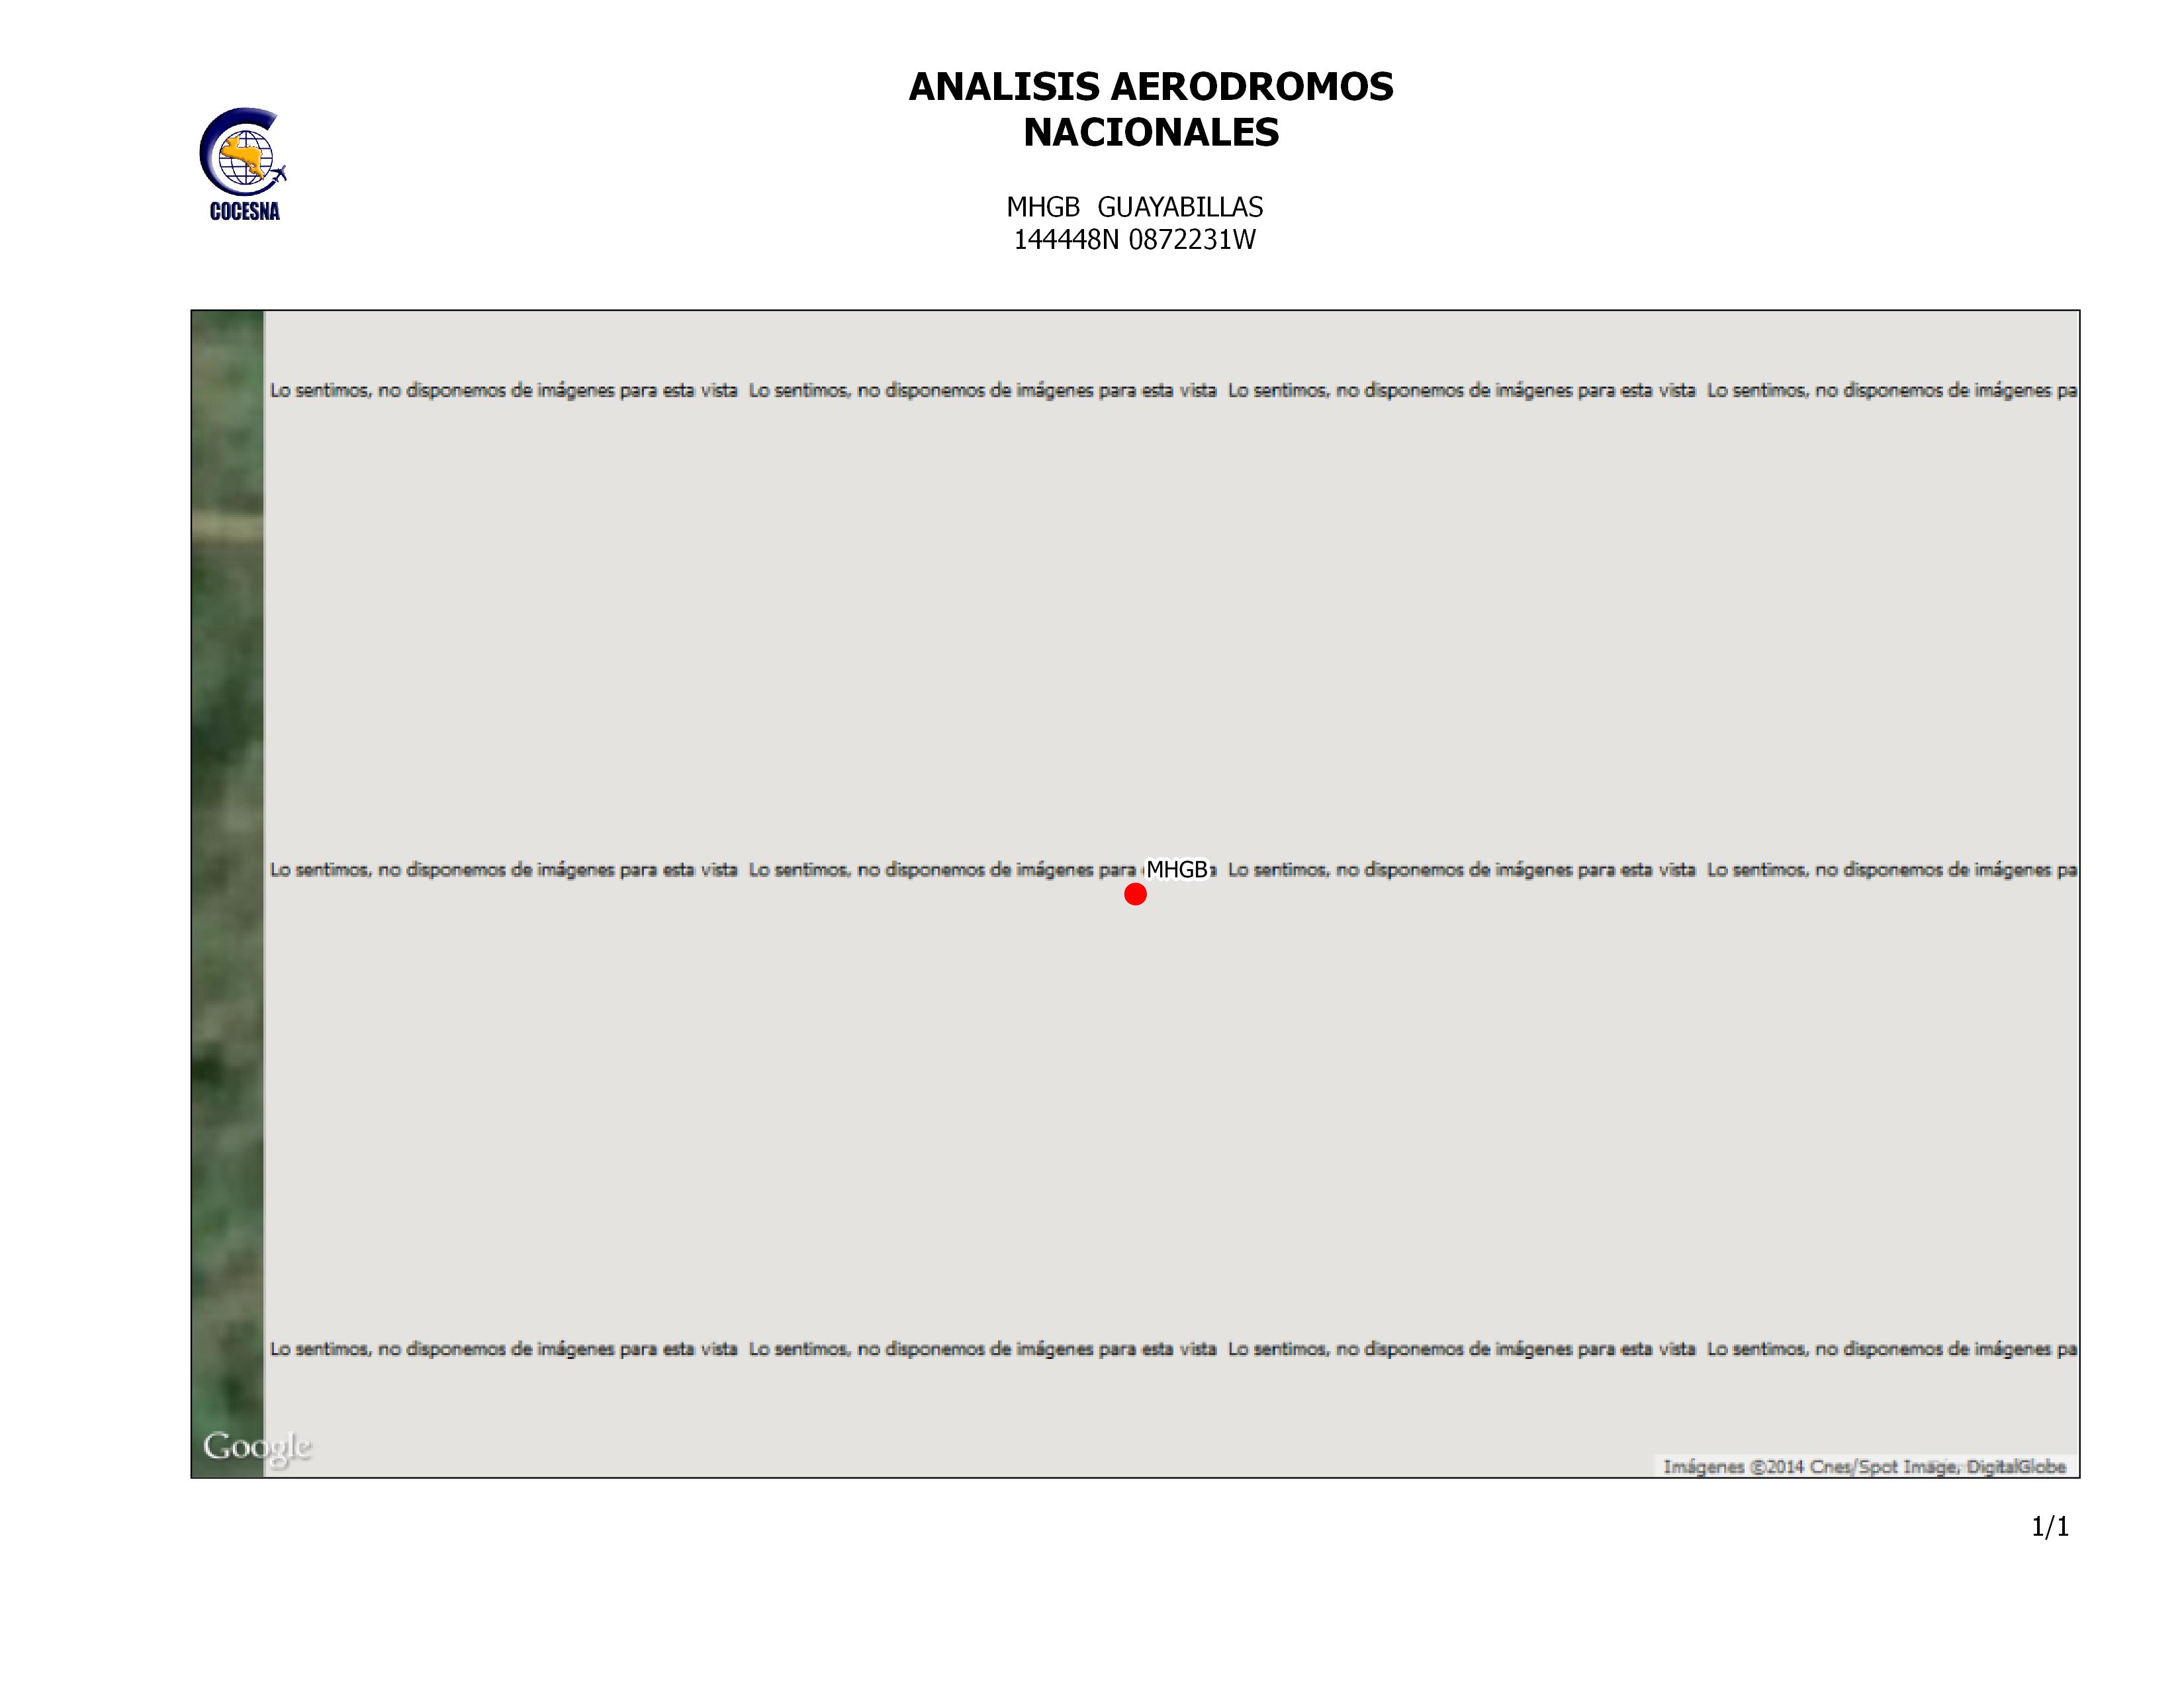 ANALISIS AERODROMOS
NACIONALES
COCESNA
MHGB GUAYABILLAS
144448N 0872231W
Lo sentimos, no disponemos de imágenes para esta vista Lo sentimos, no disponemos de imágenes para esta vista Lo sentimos, no disponemos de imágenes para esta vista Lo sentimos, no disponemos de imágenes pa
Lo sentimos, no disponemos de imágenes para esta vista Lo sentimos, no disponemos de imágenes para MHGB Lo sentimos, no disponemos de imágenes para esta vista Lo sentimos, no disponemos de imágenes pa
Lo sentimos, no disponemos de imágenes para esta vista Lo sentimos, no disponemos de imágenes para esta vista Lo sentimos, no disponemos de imágenes para esta vista Lo sentimos, no disponemos de imágenes pa
Google
Imágenes ©2014 Cnes/Spot Image, DigitalGlobe
1/1